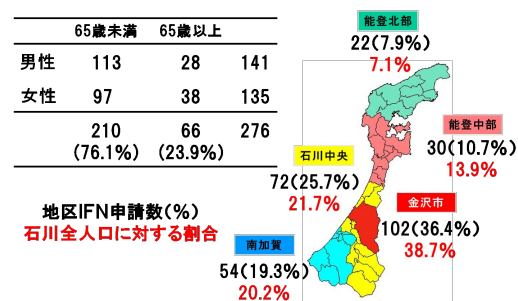 65歳未満 65歳以上
男性 113 28 141
女性 97 38 135
210 66 276
(76.1%) (23.9%)
能登北部
22(7.9%)
7.1%
能登中部
30(10.7%)
13.9%
石川中央
72(25.7%)
21.7%
金沢市
102(36.4%)
38.7%
南加賀
54(19.3%)
20.2%
地区IFN申請数(%)
石川全人口に対する割合